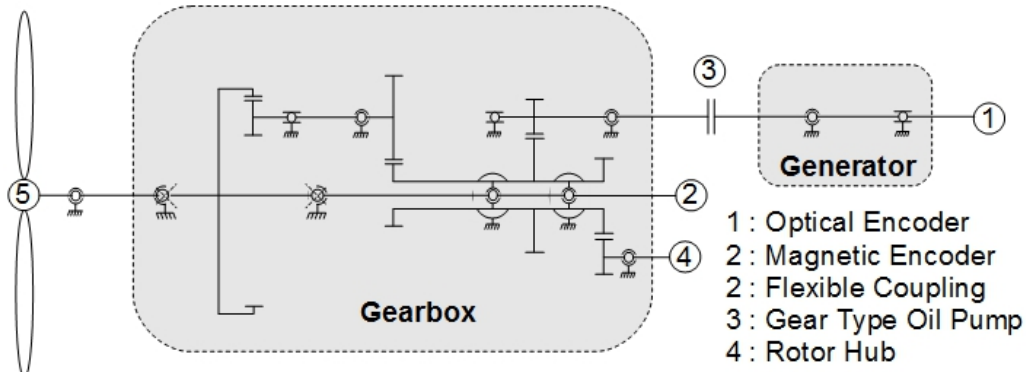 3
1
Generator
5
2
4
Gearbox
1 : Optical Encoder
2 : Magnetic Encoder
2 : Flexible Coupling
3 : Gear Type Oil Pump
4 : Rotor Hub